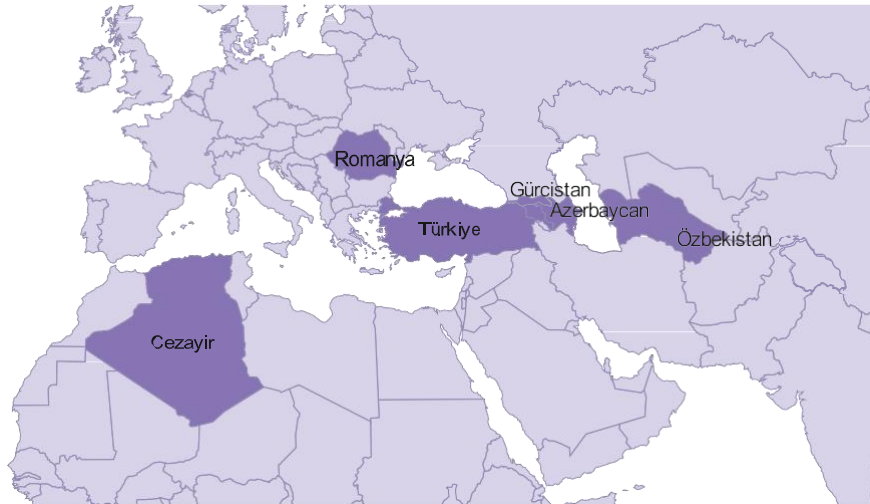 Romanya
Gürcistan
Azerbaycan
Türkiye
Özbekistan
Cezayir